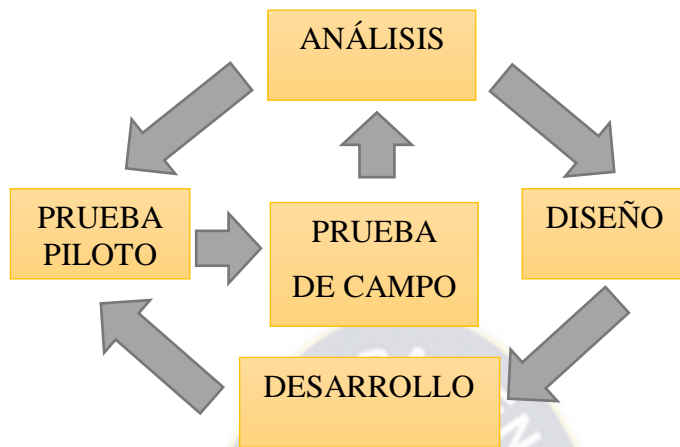 ANÁLISIS
PRUEBA
PILOTO
PRUEBA
DE CAMPO
DISEÑO
DESARROLLO